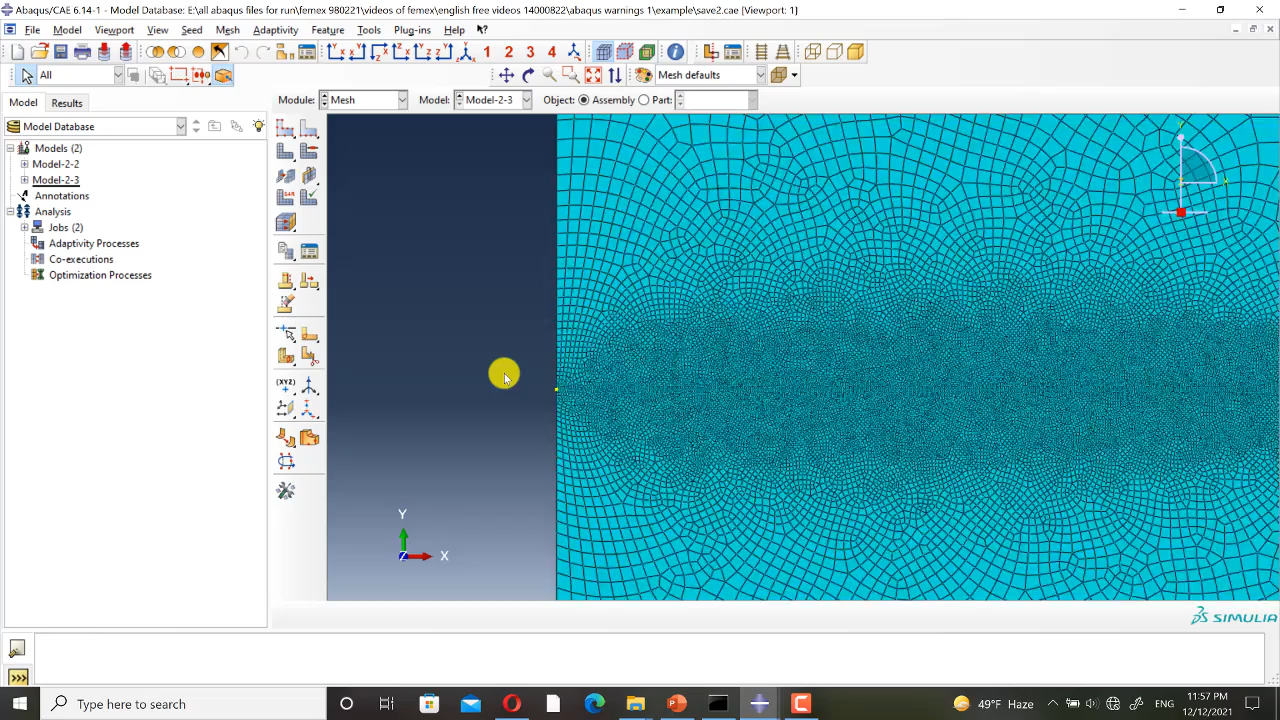 Abaqus/CAE 6.14-1 - Model Database: E:\all abaqus files for run\femex 980221\videos of femex\english free videos 14000822\abaqus warnings 1\example\siwe2.cae [Viewport: 1]
File Model Viewport View Seed Mesh Adaptivity Feature Tools Plug-ins Help
1 2 3 4
All Mesh defaults
Model Results
Module: Mesh Model: Model-2-3 Object: Assembly Part:
Model Database
Models (2)
Model-2-2
Model-2-3
Annotations
Analysis
Jobs (2)
Adaptivity Processes
Co-executions
Optimization Processes
(XYZ)
Y
Z
X
SIMULIA
>>>
Type here to search
49°F Haze
ENG
11:57 PM
12/12/2021